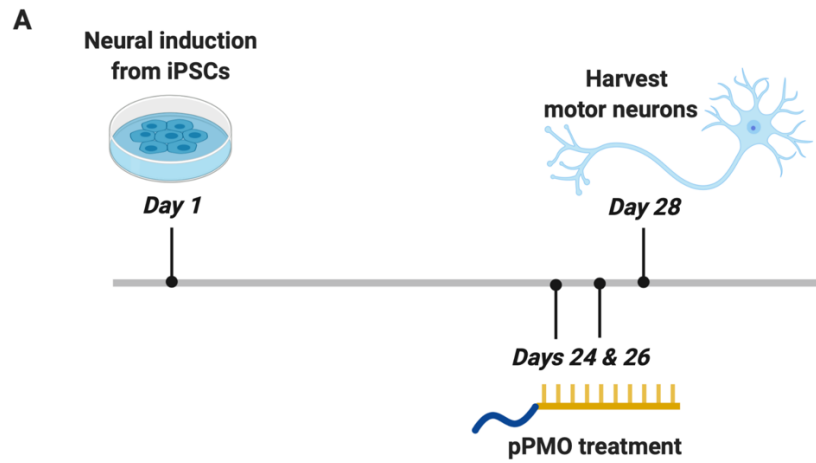 A
Neural induction
from iPSCs
Harvest
motor neurons
Day 1
Day 28
Days 24 & 26
pPMO treatment